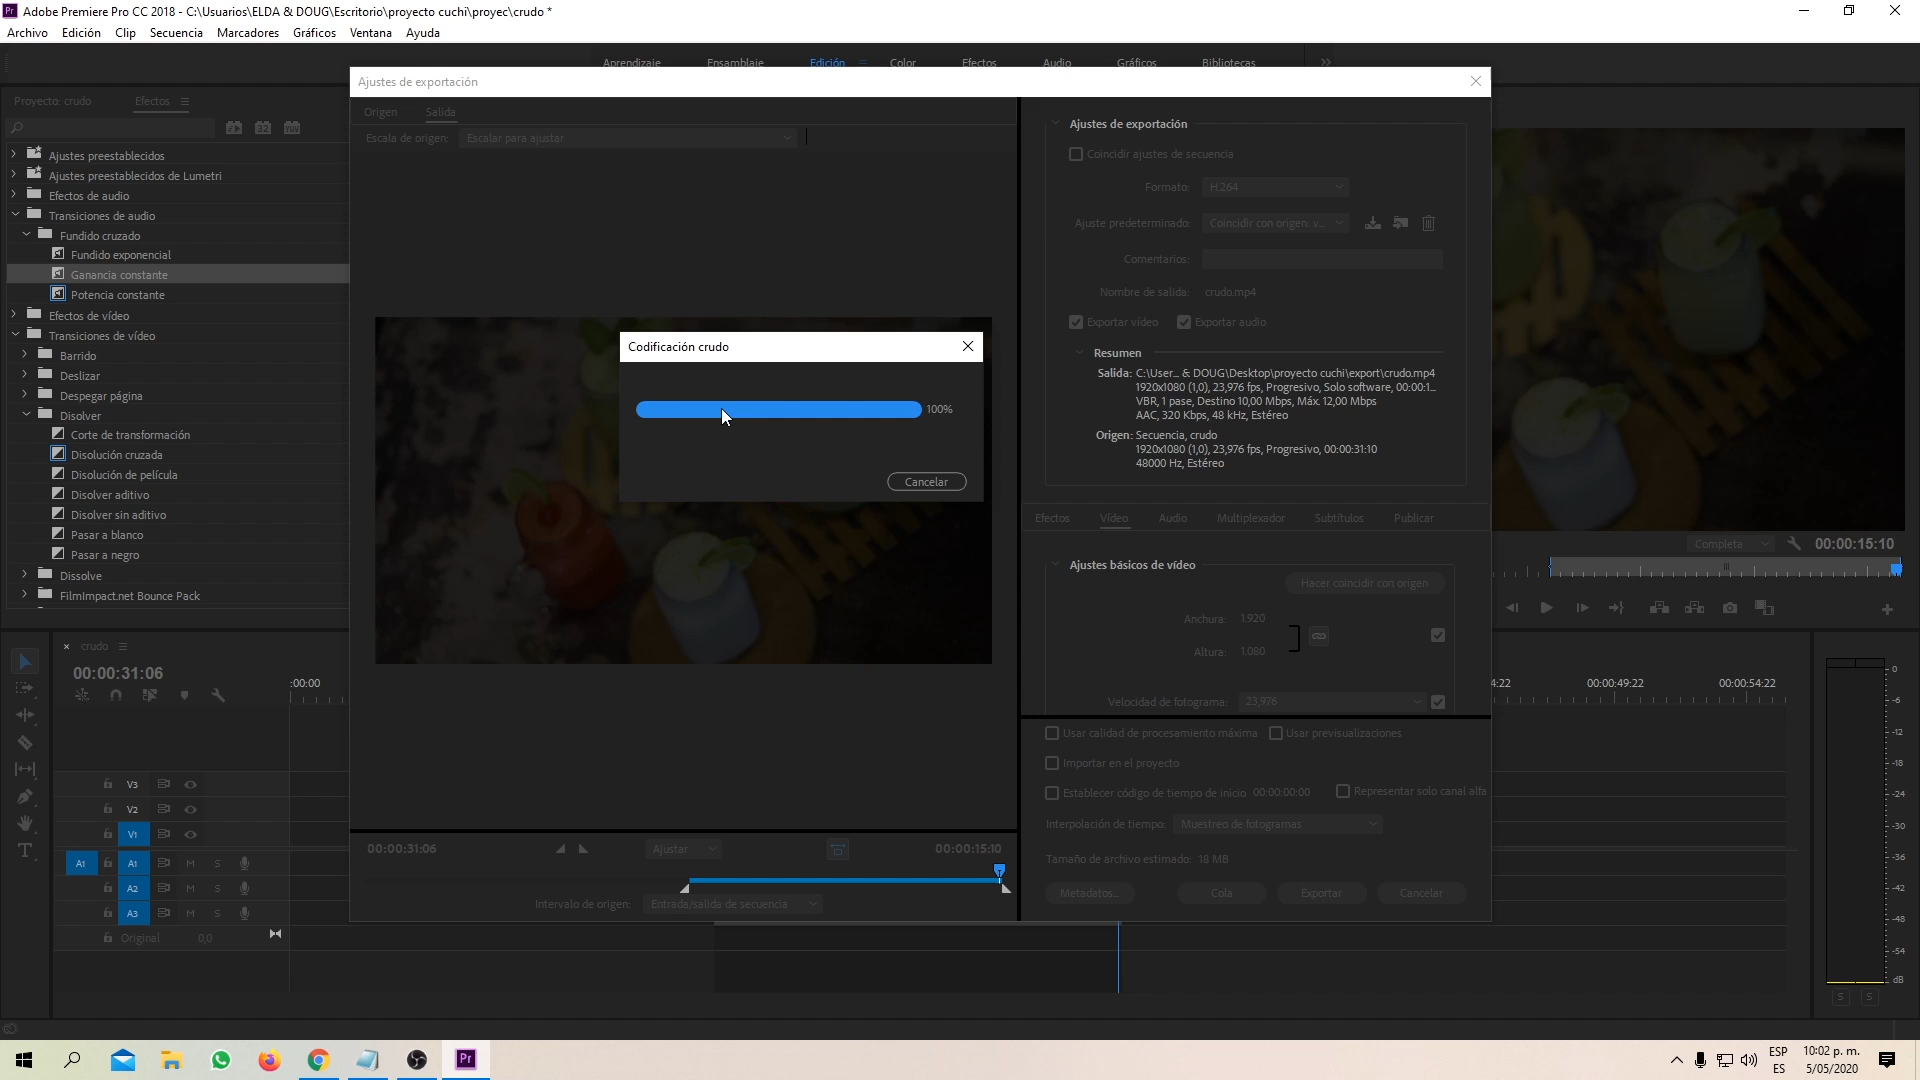 Adobe Premiere Pro CC 2018 - C:\Usuarios\ELDA & DOUG\Escritorio\proyecto cuchi\proyec\crudo *
Archivo Edición Clip Secuencia Marcadores Gráficos Ventana Ayuda
Aprendizaje Ensamblaje Edición Color Efectos Audio Gráficos Bibliotecas
Proyecto: crudo Efectos
Ajustes preestablecidos
Ajustes preestablecidos de Lumetri
Efectos de audio
Transiciones de audio
Fundido cruzado
Fundido exponencial
Ganancia constante
Potencia constante
Efectos de vídeo
Transiciones de vídeo
Barrido
Deslizar
Despegar página
Disolver
Corte de transformación
Disolución cruzada
Disolución de película
Disolver aditivo
Disolver sin aditivo
Pasar a blanco
Pasar a negro
Dissolve
FilmImpact.net Bounce Pack
Ajustes de exportación
Origen Salida
Escala de origen: Escalar para ajustar
Codificación crudo
100%
Cancelar
00:00:31:06 Ajustar 00:00:15:10
Intervalo de origen: Entrada/salida de secuencia
Ajustes de exportación
Coincidir ajustes de secuencia
Formato: H.264
Ajuste predeterminado: Coincidir con origen: v...
Comentarios:
Nombre de salida: crudo.mp4
Exportar vídeo Exportar audio
Resumen
Salida: C:\User... & DOUG\Desktop\proyecto cuchi\export\crudo.mp4
1920x1080 (1,0), 23,976 fps, Progresivo, Solo software, 00:00:1...
VBR, 1 pase, Destino 10,00 Mbps, Máx. 12,00 Mbps
AAC, 320 Kbps, 48 kHz, Estéreo
Origen: Secuencia, crudo
1920x1080 (1,0), 23,976 fps, Progresivo, 00:00:31:10
48000 Hz, Estéreo
Efectos Vídeo Audio Multiplexador Subtítulos Publicar
Ajustes básicos de vídeo
Hacer coincidir con origen
Anchura: 1.920
Altura: 1.080
Velocidad de fotograma: 23,976
Usar calidad de procesamiento máxima Usar previsualizaciones
Importar en el proyecto
Establecer código de tiempo de inicio 00:00:00:00 Representar solo canal alfa
Interpolación de tiempo: Muestreo de fotogramas
Tamaño de archivo estimado: 18 MB
Metadatos... Cola Exportar Cancelar
Completa 00:00:15:10
crudo
00:00:31:06
:00:00 4:22 00:00:49:22 00:00:54:22
V3
V2
V1
A1 A1 M S
A2 M S
A3 M S
Original 0,0
0
-6
-12
-18
-24
-30
-36
-42
-48
-54
dB
S S
ESP
ES
10:02 p. m.
5/05/2020